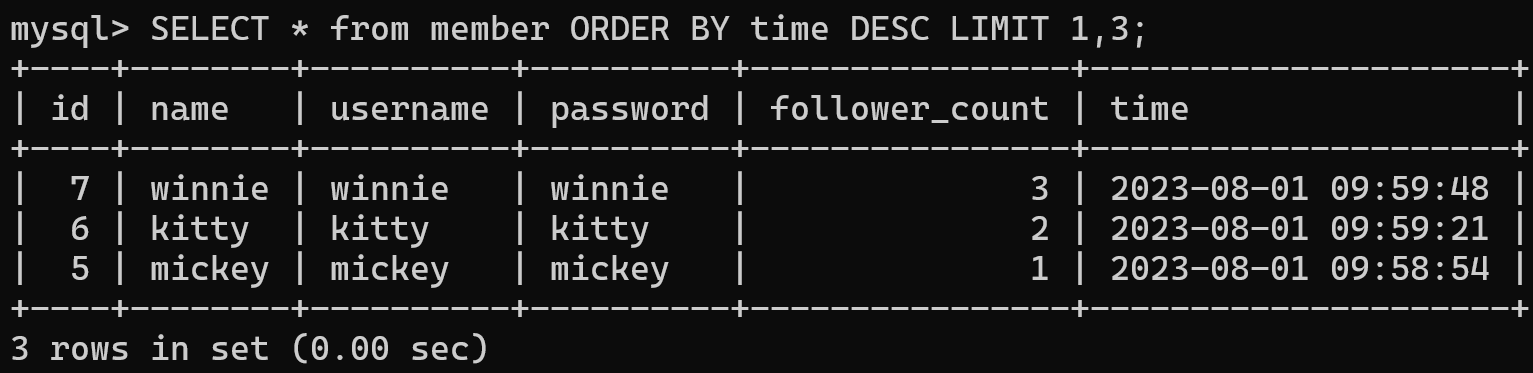 mysql> SELECT * from member ORDER BY time DESC LIMIT 1,3;
+----+--------+----------+----------+----------------+---------------------+
| id | name   | username | password | follower_count | time                |
+----+--------+----------+----------+----------------+---------------------+
|  7 | winnie | winnie   | winnie   |              3 | 2023-08-01 09:59:48 |
|  6 | kitty  | kitty    | kitty    |              2 | 2023-08-01 09:59:21 |
|  5 | mickey | mickey   | mickey   |              1 | 2023-08-01 09:58:54 |
+----+--------+----------+----------+----------------+---------------------+
3 rows in set (0.00 sec)